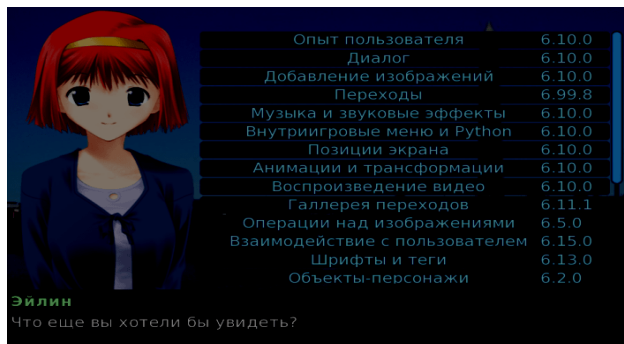 Опыт пользователя 6.10.0
Диалог 6.10.0
Добавление изображений 6.10.0
Переходы 6.99.8
Музыка и звуковые эффекты 6.10.0
Внутриигровые меню и Python 6.10.0
Позиции экрана 6.10.0
Анимации и трансформации 6.10.0
Воспроизведение видео 6.10.0
Галлерея переходов 6.11.1
Операции над изображениями 6.5.0
Взаимодействие с пользователем 6.15.0
Шрифты и теги 6.13.0
Объекты-персонажи 6.2.0
Эйлин
Что еще вы хотели бы увидеть?